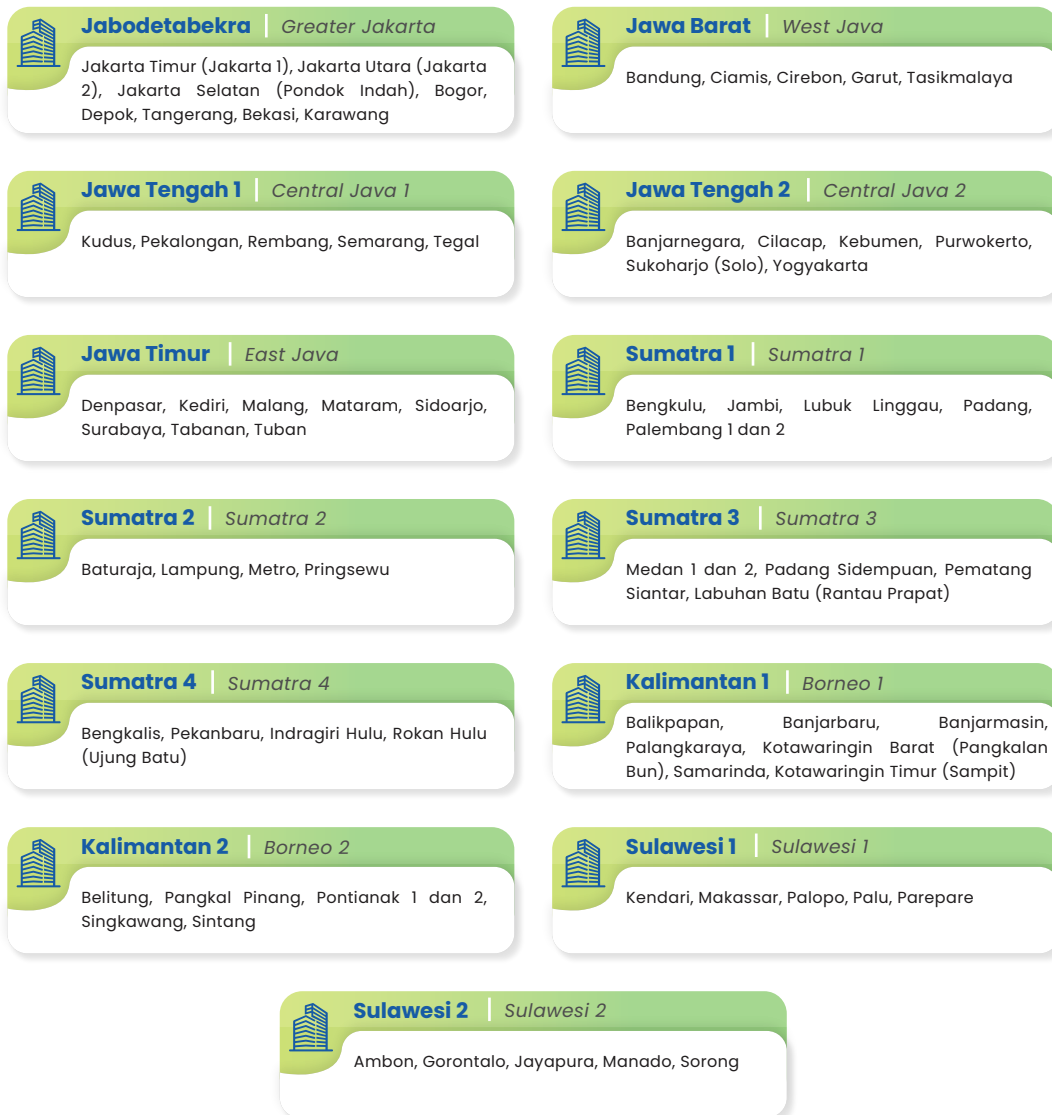 Jabodetabekra | Greater Jakarta
Jakarta Timur (Jakarta 1), Jakarta Utara (Jakarta
2), Jakarta Selatan (Pondok Indah), Bogor,
Depok, Tangerang, Bekasi, Karawang
Jawa Barat | West Java
Bandung, Ciamis, Cirebon, Garut, Tasikmalaya
Jawa Tengah 1 | Central Java 1
Kudus, Pekalongan, Rembang, Semarang, Tegal
Jawa Tengah 2 | Central Java 2
Banjarnegara, Cilacap, Kebumen, Purwokerto,
Sukoharjo (Solo), Yogyakarta
Jawa Timur | East Java
Denpasar, Kediri, Malang, Mataram, Sidoarjo,
Surabaya, Tabanan, Tuban
Sumatra 1 | Sumatra 1
Bengkulu, Jambi, Lubuk Linggau, Padang,
Palembang 1 dan 2
Sumatra 2 | Sumatra 2
Baturaja, Lampung, Metro, Pringsewu
Sumatra 3 | Sumatra 3
Medan 1 dan 2, Padang Sidempuan, Pematang
Siantar, Labuhan Batu (Rantau Prapat)
Sumatra 4 | Sumatra 4
Bengkalis, Pekanbaru, Indragiri Hulu, Rokan Hulu
(Ujung Batu)
Kalimantan 1 | Borneo 1
Balikpapan, Banjarbaru, Banjarmasin,
Palangkaraya, Kotawaringin Barat (Pangkalan
Bun), Samarinda, Kotawaringin Timur (Sampit)
Kalimantan 2 | Borneo 2
Belitung, Pangkal Pinang, Pontianak 1 dan 2,
Singkawang, Sintang
Sulawesi 1 | Sulawesi 1
Kendari, Makassar, Palopo, Palu, Parepare
Sulawesi 2 | Sulawesi 2
Ambon, Gorontalo, Jayapura, Manado, Sorong